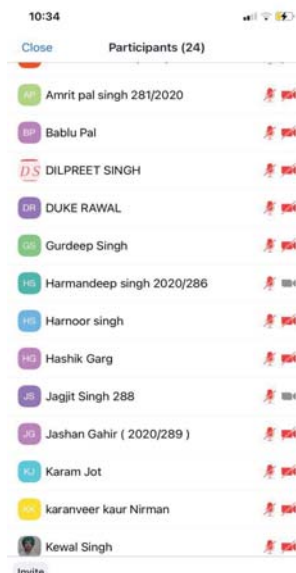 10:34
Close Participants (24)
AP Amrit pal singh 281/2020
BP Bablu Pal
DS DILPREET SINGH
DR DUKE RAWAL
GS Gurdeep Singh
HS Harmandeep singh 2020/286
HS Harnoor singh
HG Hashik Garg
JS Jagjit Singh 288
JG Jashan Gahir ( 2020/289 )
KJ Karam Jot
KK karanveer kaur Nirman
Kewal Singh
Invite